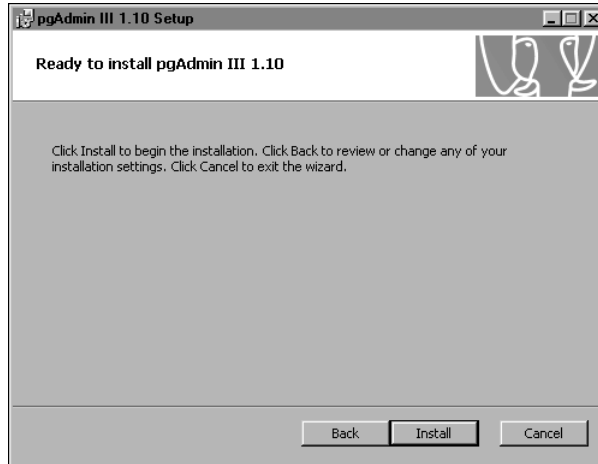 pgAdmin III 1.10 Setup
Ready to install pgAdmin III 1.10
Click Install to begin the installation. Click Back to review or change any of your
installation settings. Click Cancel to exit the wizard.
Back Install Cancel